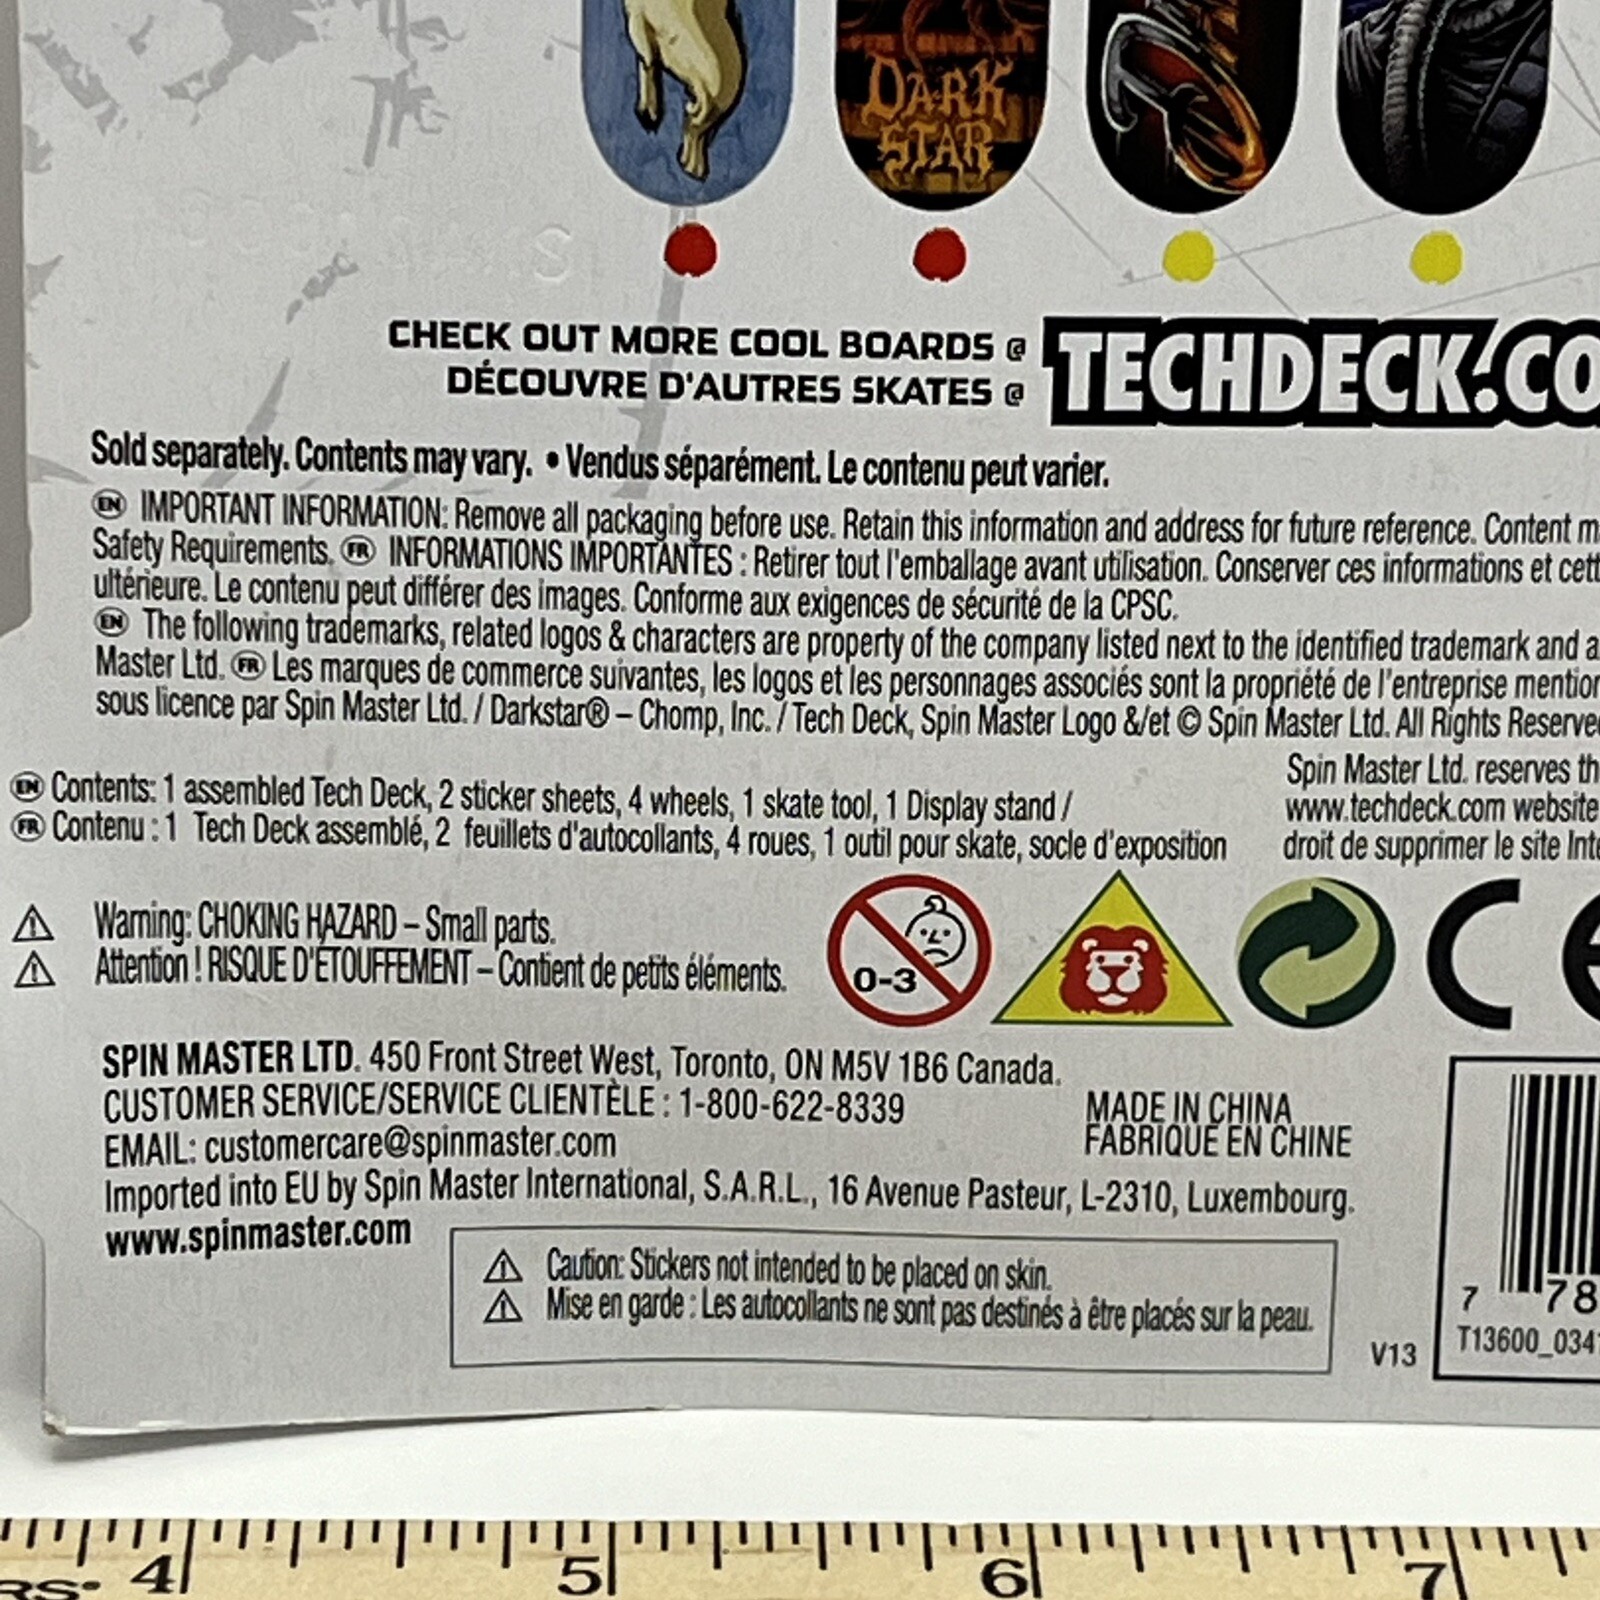 DARK
STAR
CHECK OUT MORE COOL BOARDS @
DÉCOUVRE D'AUTRES SKATES @
TECHDECK.CO
Sold separately. Contents may vary. • Vendus séparément. Le contenu peut varier.
EN IMPORTANT INFORMATION: Remove all packaging before use. Retain this information and address for future reference. Content m
Safety Requirements. FR INFORMATIONS IMPORTANTES : Retirer tout l'emballage avant utilisation. Conserver ces informations et cett
ultérieure. Le contenu peut différer des images. Conforme aux exigences de sécurité de la CPSC.
EN The following trademarks, related logos & characters are property of the company listed next to the identified trademark and a
Master Ltd. FR Les marques de commerce suivantes, les logos et les personnages associés sont la propriété de l'entreprise mention
sous licence par Spin Master Ltd. / Darkstar® – Chomp, Inc. / Tech Deck, Spin Master Logo &/et © Spin Master Ltd. All Rights Reserve
EN Contents: 1 assembled Tech Deck, 2 sticker sheets, 4 wheels, 1 skate tool, 1 Display stand /
FR Contenu : 1 Tech Deck assemblé, 2 feuillets d'autocollants, 4 roues, 1 outil pour skate, socle d'exposition
Spin Master Ltd. reserves th
www.techdeck.com website
droit de supprimer le site Inte
Warning: CHOKING HAZARD – Small parts.
Attention ! RISQUE D'ÉTOUFFEMENT – Contient de petits éléments.
0-3
CE
SPIN MASTER LTD. 450 Front Street West, Toronto, ON M5V 1B6 Canada.
CUSTOMER SERVICE/SERVICE CLIENTÈLE : 1-800-622-8339
EMAIL: customercare@spinmaster.com
Imported into EU by Spin Master International, S.A.R.L., 16 Avenue Pasteur, L-2310, Luxembourg.
www.spinmaster.com
MADE IN CHINA
FABRIQUÉ EN CHINE
Caution: Stickers not intended to be placed on skin.
Mise en garde : Les autocollants ne sont pas destinés à être placés sur la peau.
V13
7 78
T13600_034
4 5 6 7